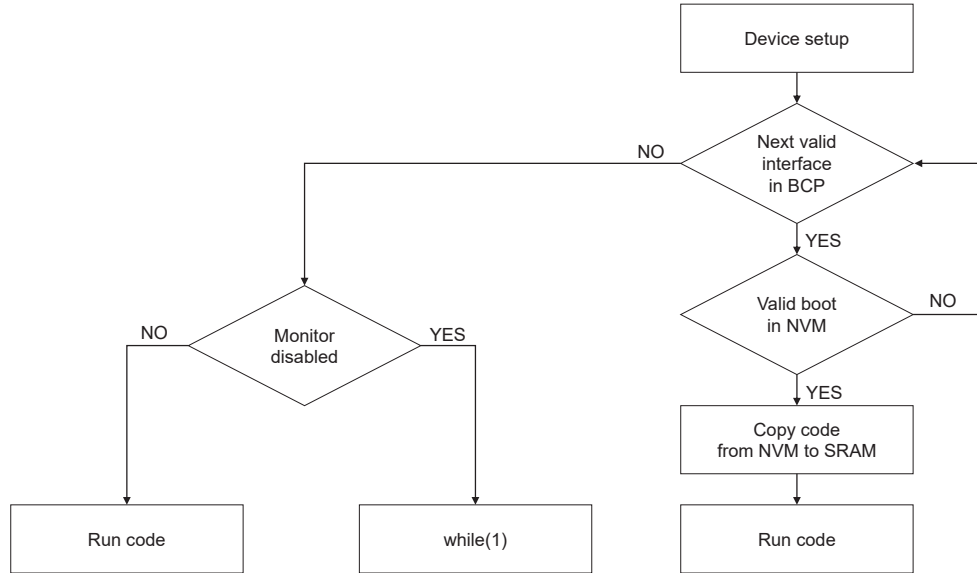 Device setup
Next valid
interface
in BCP
NO
YES
Valid boot
in NVM
NO
YES
Monitor
disabled
NO
YES
Copy code
from NVM to SRAM
Run code
while(1)
Run code